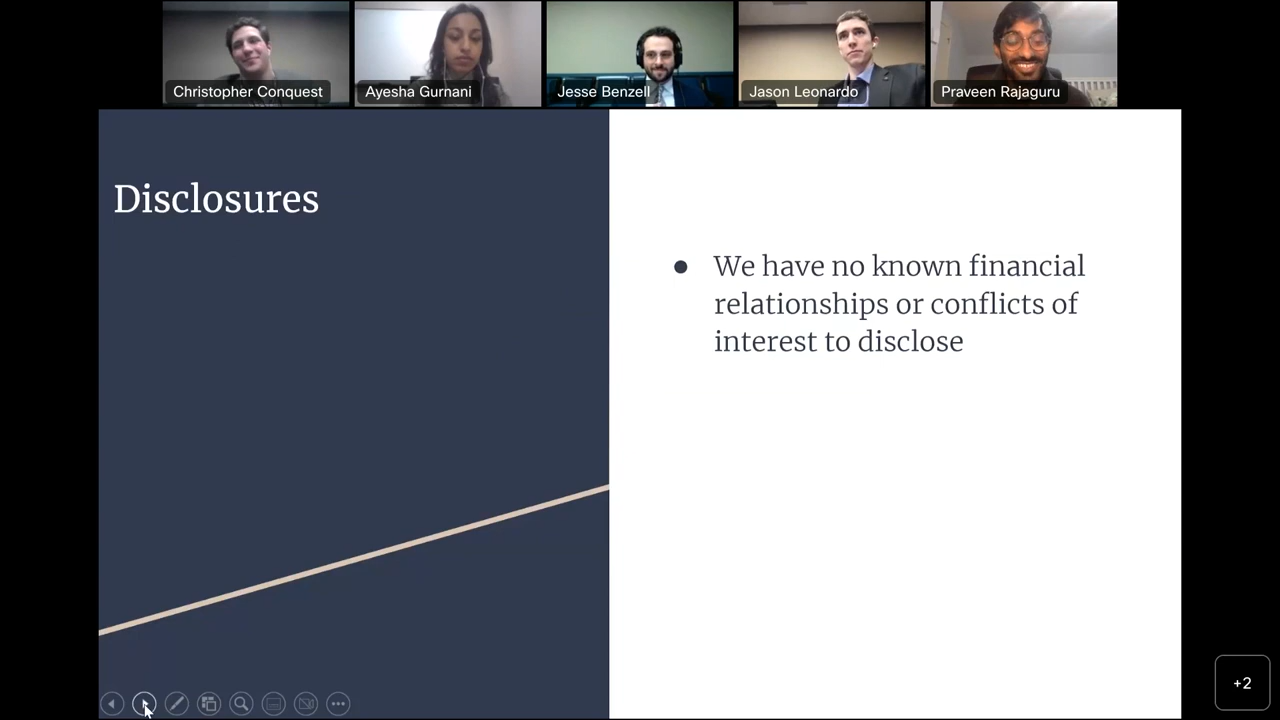 Christopher Conquest
Ayesha Gurnani
Jesse Benzell
Jason Leonardo
Praveen Rajaguru
Disclosures
● We have no known financial
relationships or conflicts of
interest to disclose
+2